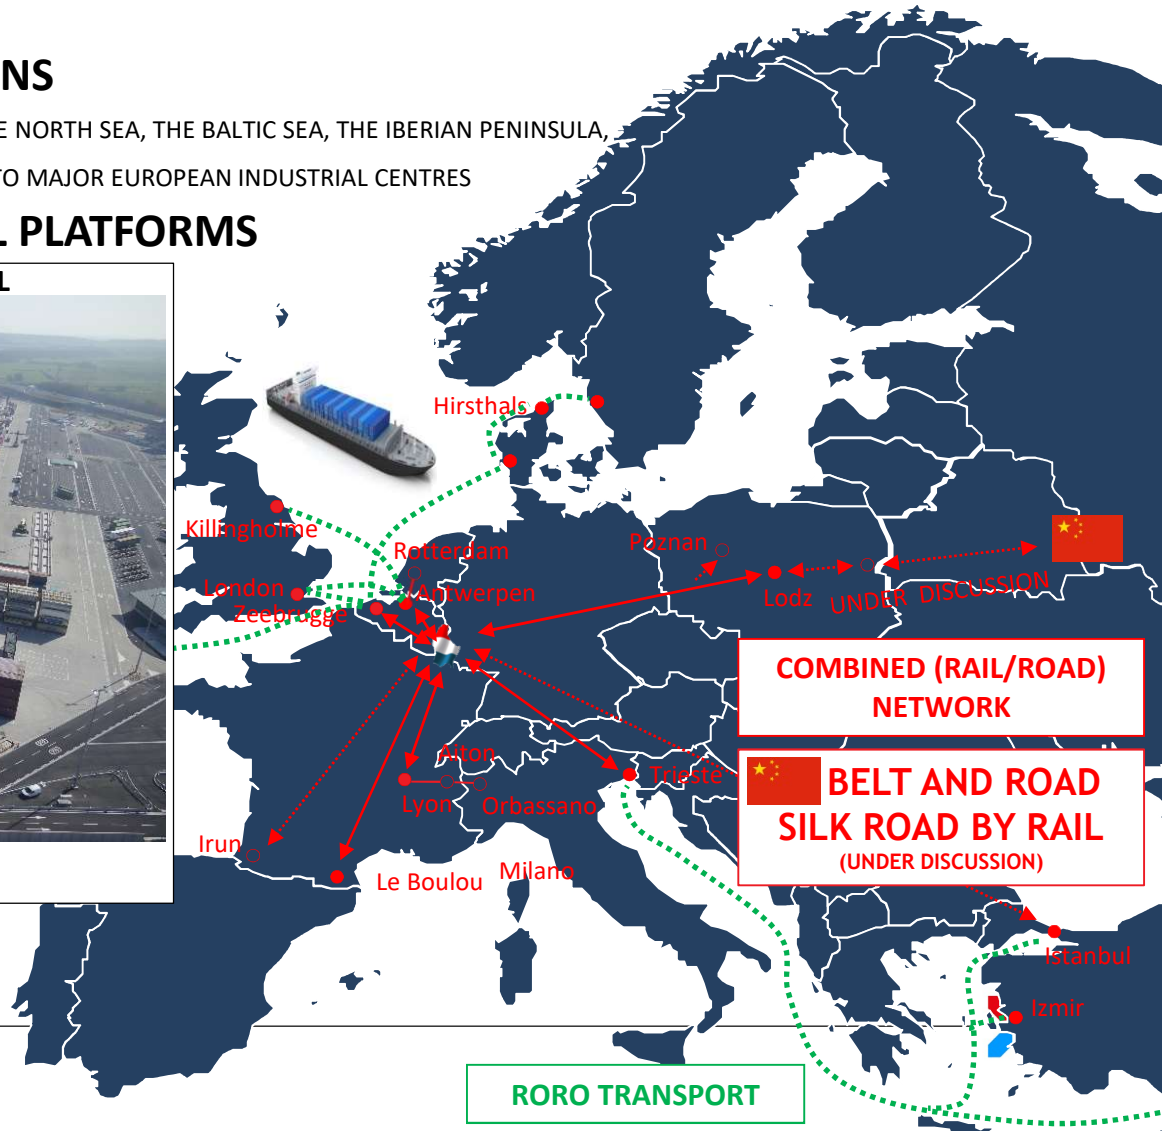 NS
E NORTH SEA, THE BALTIC SEA, THE IBERIAN PENINSULA,
TO MAJOR EUROPEAN INDUSTRIAL CENTRES
L PLATFORMS
L
Hirsthals
Killingholme
Rotterdam
Poznan
London
Antwerpen
Zeebrugge
Lodz
UNDER DISCUSSION
COMBINED (RAIL/ROAD)
NETWORK
Aiton
Trieste
Lyon
Orbassano
BELT AND ROAD
SILK ROAD BY RAIL
(UNDER DISCUSSION)
Irun
Milano
Le Boulou
Istanbul
Izmir
RORO TRANSPORT